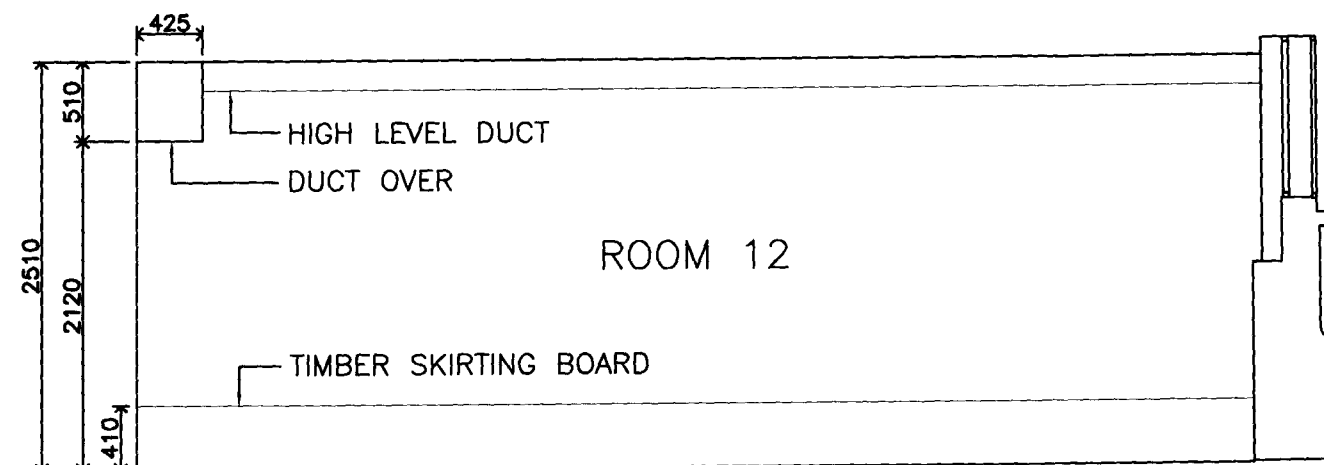 425
510
HIGH LEVEL DUCT
DUCT OVER
2510
2120
ROOM 12
TIMBER SKIRTING BOARD
410